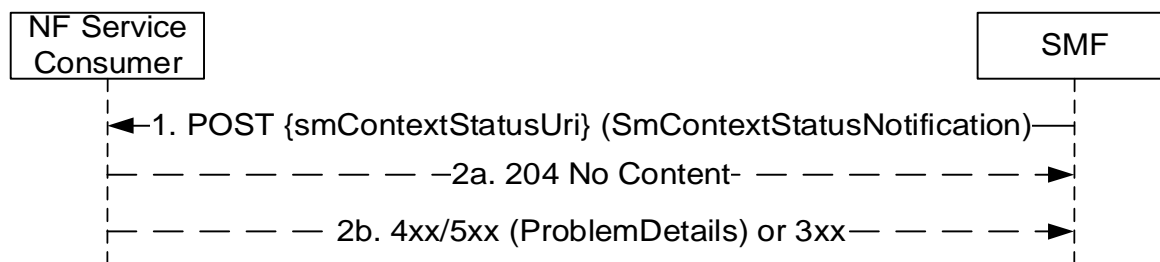 NF Service
Consumer
SMF
1. POST {smContextStatusUri} (SmContextStatusNotification)
2a. 204 No Content
2b. 4xx/5xx (ProblemDetails) or 3xx